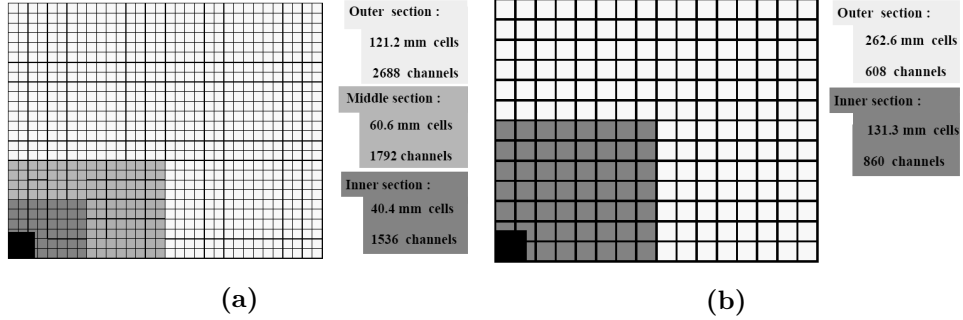 Outer section :
121.2 mm cells
2688 channels
Middle section :
60.6 mm cells
1792 channels
Inner section :
40.4 mm cells
1536 channels
(a)
Outer section :
262.6 mm cells
608 channels
Inner section :
131.3 mm cells
860 channels
(b)